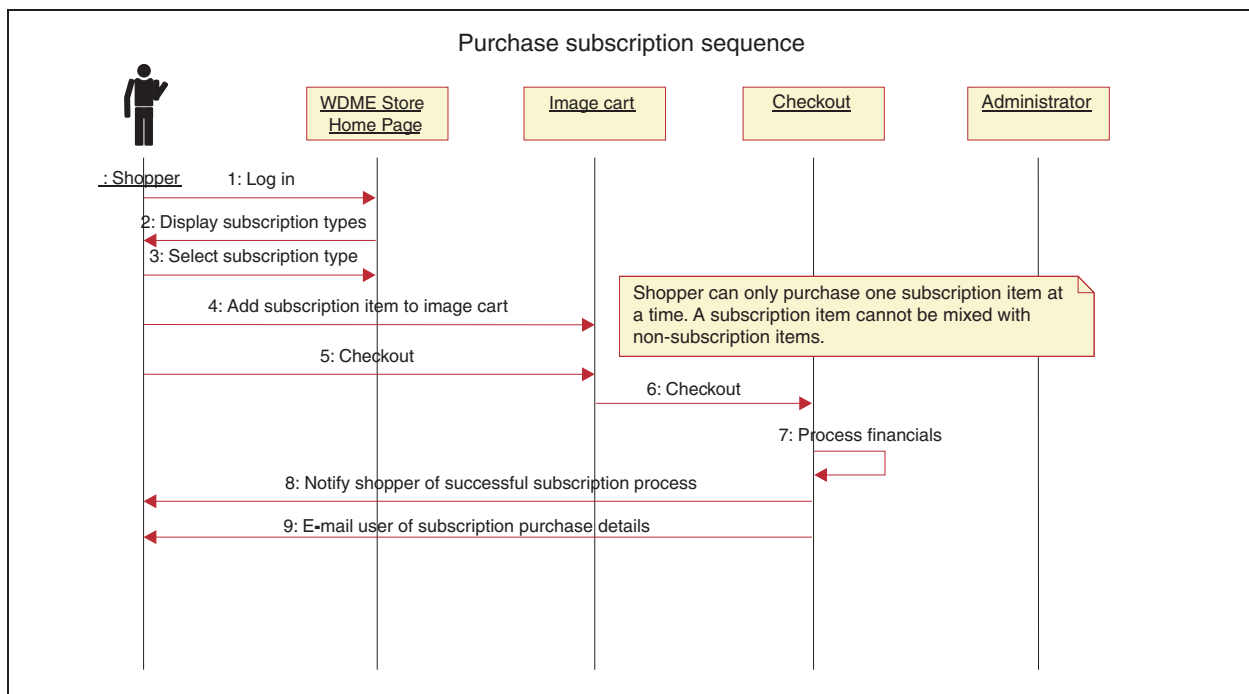 Purchase subscription sequence
WDME Store
Home Page
Image cart
Checkout
Administrator
: Shopper
1: Log in
2: Display subscription types
3: Select subscription type
4: Add subscription item to image cart
Shopper can only purchase one subscription item at
a time. A subscription item cannot be mixed with
non-subscription items.
5: Checkout
6: Checkout
7: Process financials
8: Notify shopper of successful subscription process
9: E-mail user of subscription purchase details